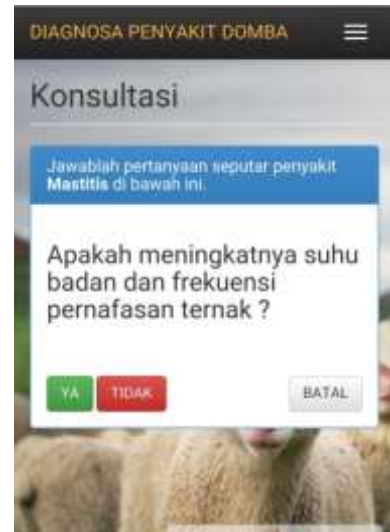 DIAGNOSA PENYAKIT DOMBA
Konsultasi
Jawablah pertanyaan seputar penyakit
Mastitis di bawah ini.
Apakah meningkatnya suhu
badan dan frekuensi
pernafasan ternak ?
YA TIDAK BATAL